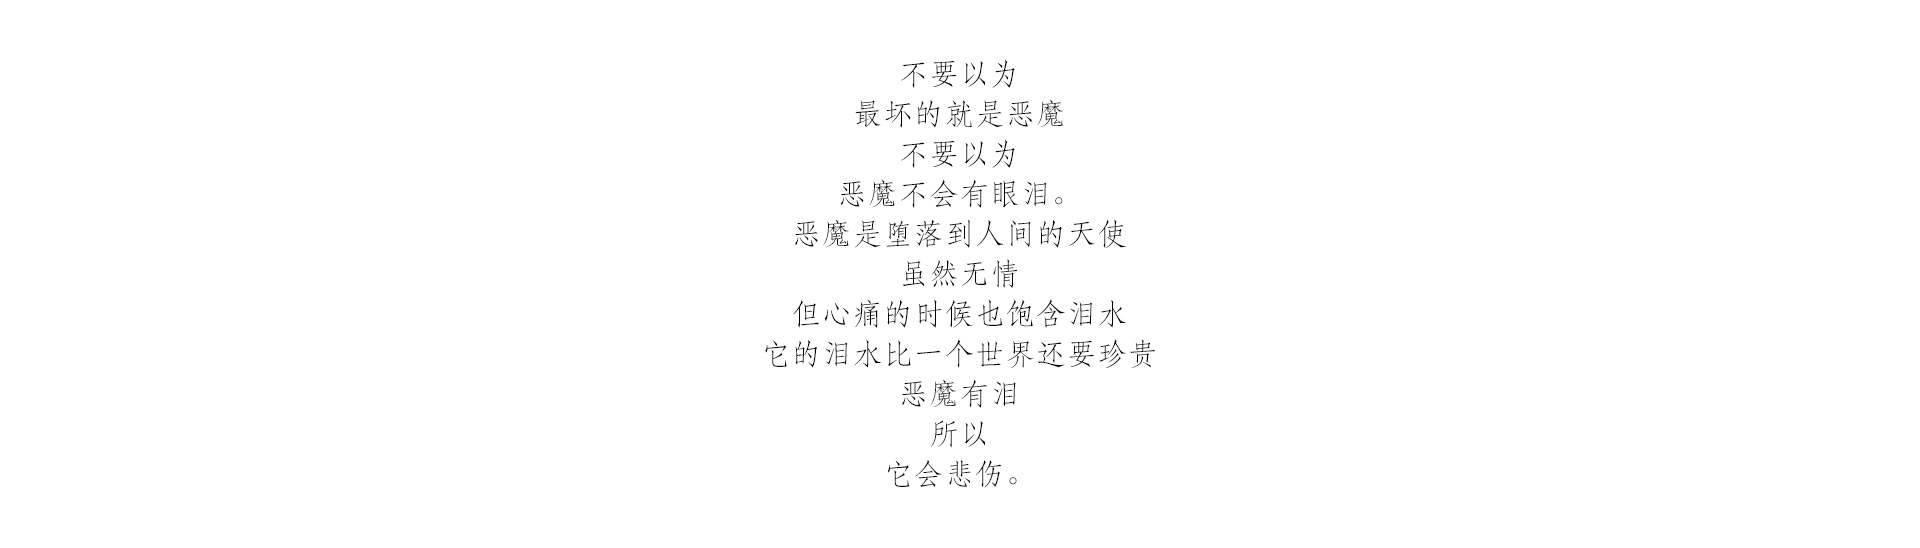 不要以为
最坏的就是恶魔
不要以为
恶魔不会有眼泪。
恶魔是堕落到人间的天使
虽然无情
但心痛的时候也饱含泪水
它的泪水比一个世界还要珍贵
恶魔有泪
所以
它会悲伤。